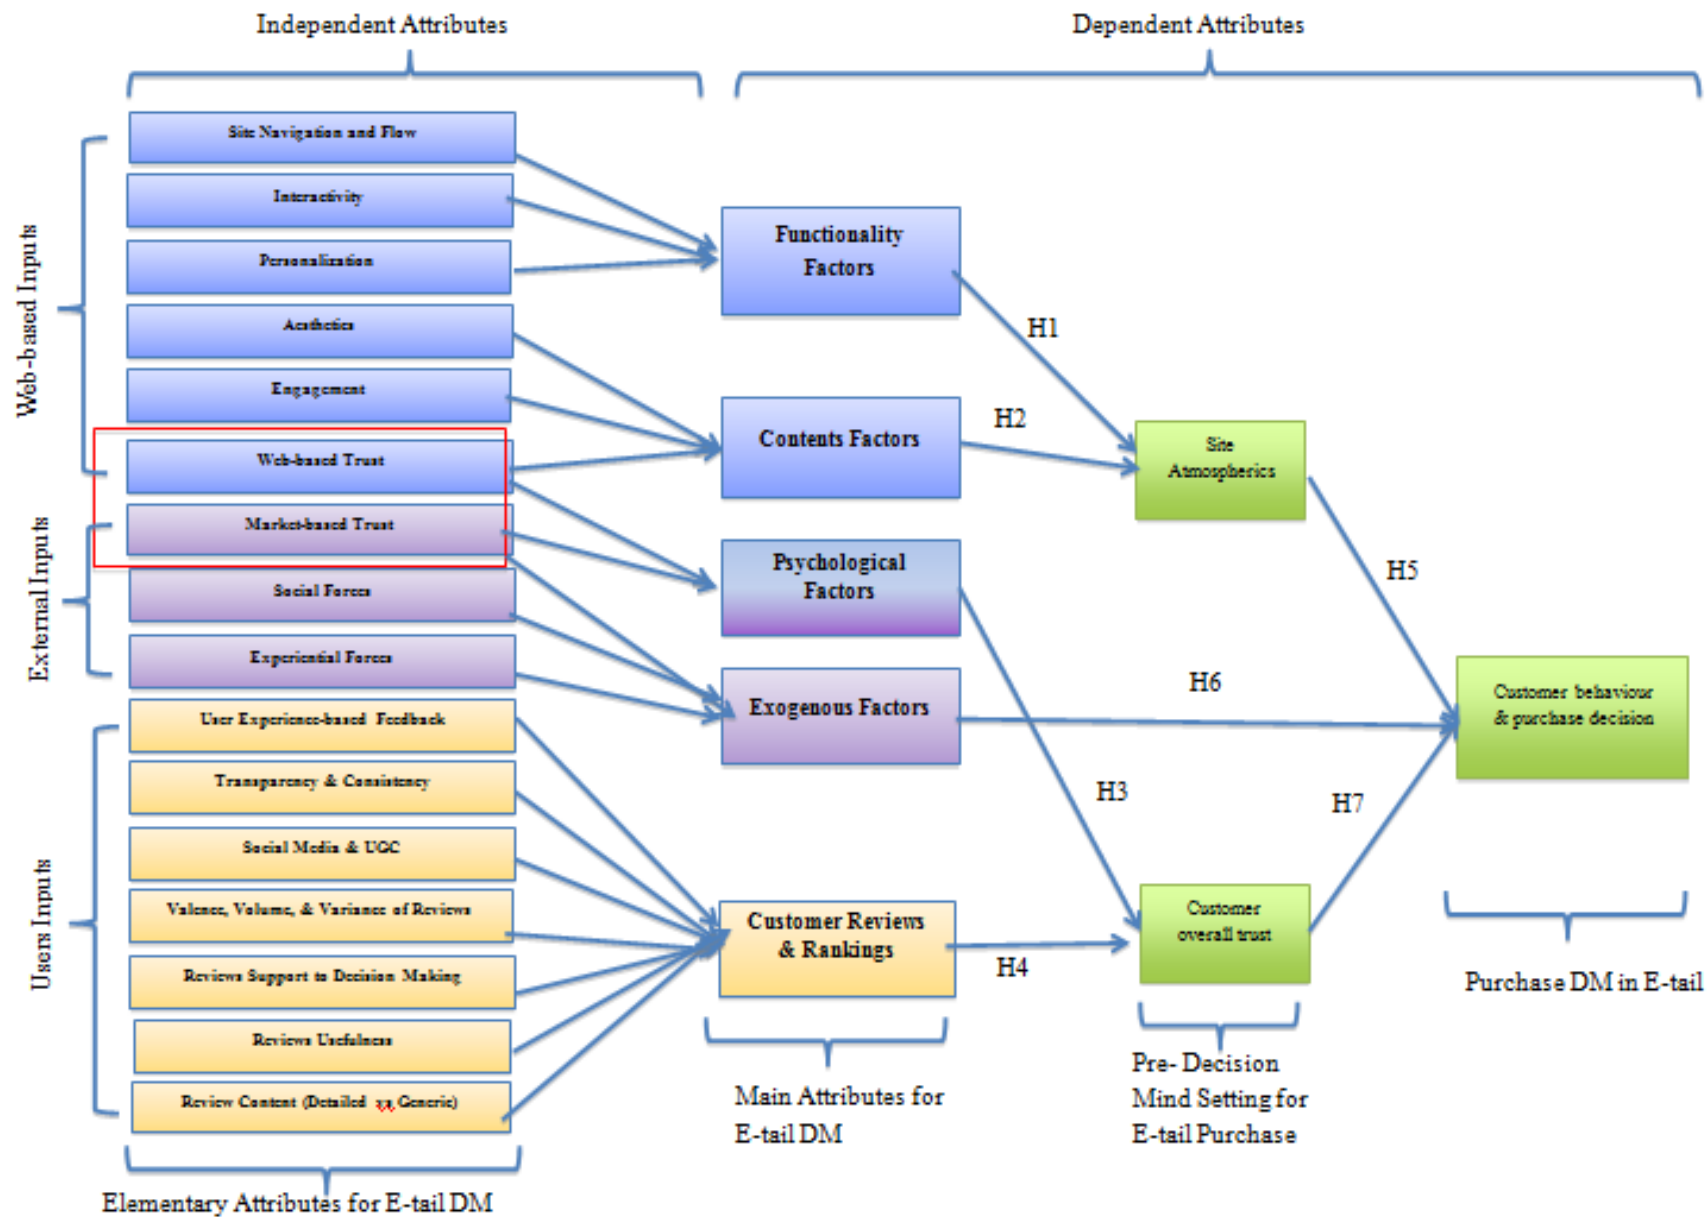 Independent Attributes
Dependent Attributes
Web-based Inputs
External Inputs
Users Inputs
Site Navigation and Flow
Interactivity
Personalization
Aesthetics
Engagement
Web-based Trust
Market-based Trust
Social Forces
Experiential Forces
User Experience-based Feedback
Transparency & Consistency
Social Media & UGC
Valence, Volume, & Variance of Reviews
Reviews Support to Decision Making
Reviews Usefulness
Review Content (Detailed vs Generic)
Elementary Attributes for E-tail DM
Functionality
Factors
Contents Factors
Psychological
Factors
Exogenous Factors
Customer Reviews
& Rankings
Main Attributes for
E-tail DM
H1
H2
H3
H4
H5
H6
H7
Site
Atmospherics
Customer
overall trust
Pre- Decision
Mind Setting for
E-tail Purchase
Customer behaviour
& purchase decision
Purchase DM in E-tail